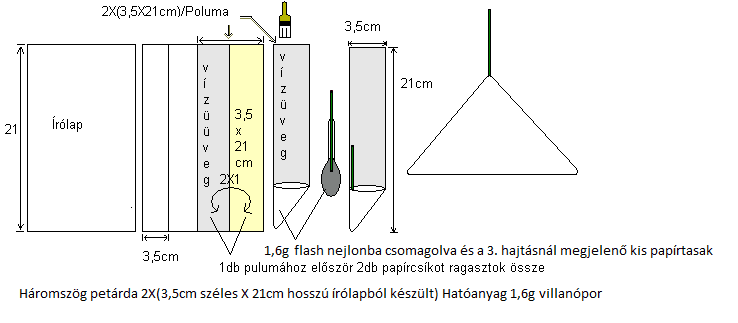 2X(3,5X21cm)/Poluma
3,5cm
21
Írólap
vízüüveg
3,5
x
21
cm
2X1
vízüveg
21cm
3,5cm
1,6g flash nejlonba csomagolva és a 3. hajtásnál megjelenő kis papírtasak
1db pulumához először 2db papírcsíkot ragasztok össze
Háromszög petárda 2X(3,5cm széles X 21cm hosszú írólapból készült) Hatóanyag 1,6g villanópor